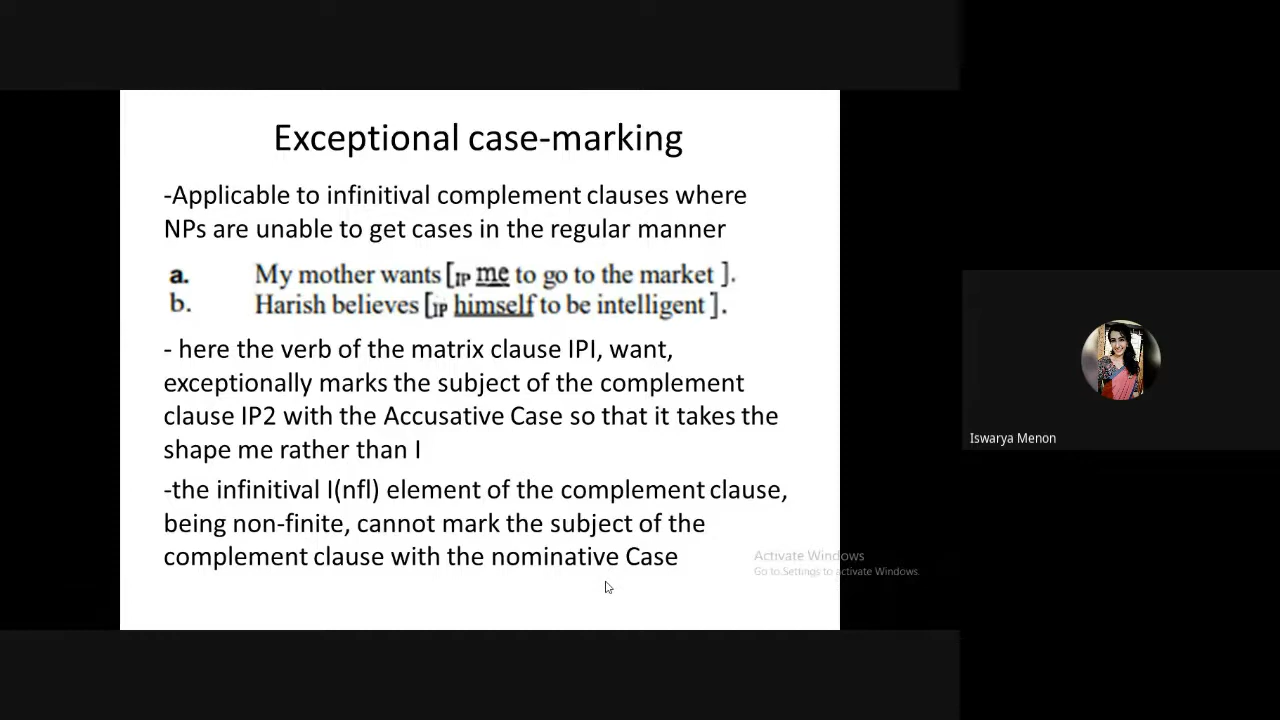 Exceptional case-marking
-Applicable to infinitival complement clauses where
NPs are unable to get cases in the regular manner
a. My mother wants [IP me to go to the market ].
b. Harish believes [IP himself to be intelligent ].
- here the verb of the matrix clause IPI, want,
exceptionally marks the subject of the complement
clause IP2 with the Accusative Case so that it takes the
shape me rather than I
-the infinitival I(nfl) element of the complement clause,
being non-finite, cannot mark the subject of the
complement clause with the nominative Case
Activate Windows
Go to Settings to activate Windows.
Iswarya Menon